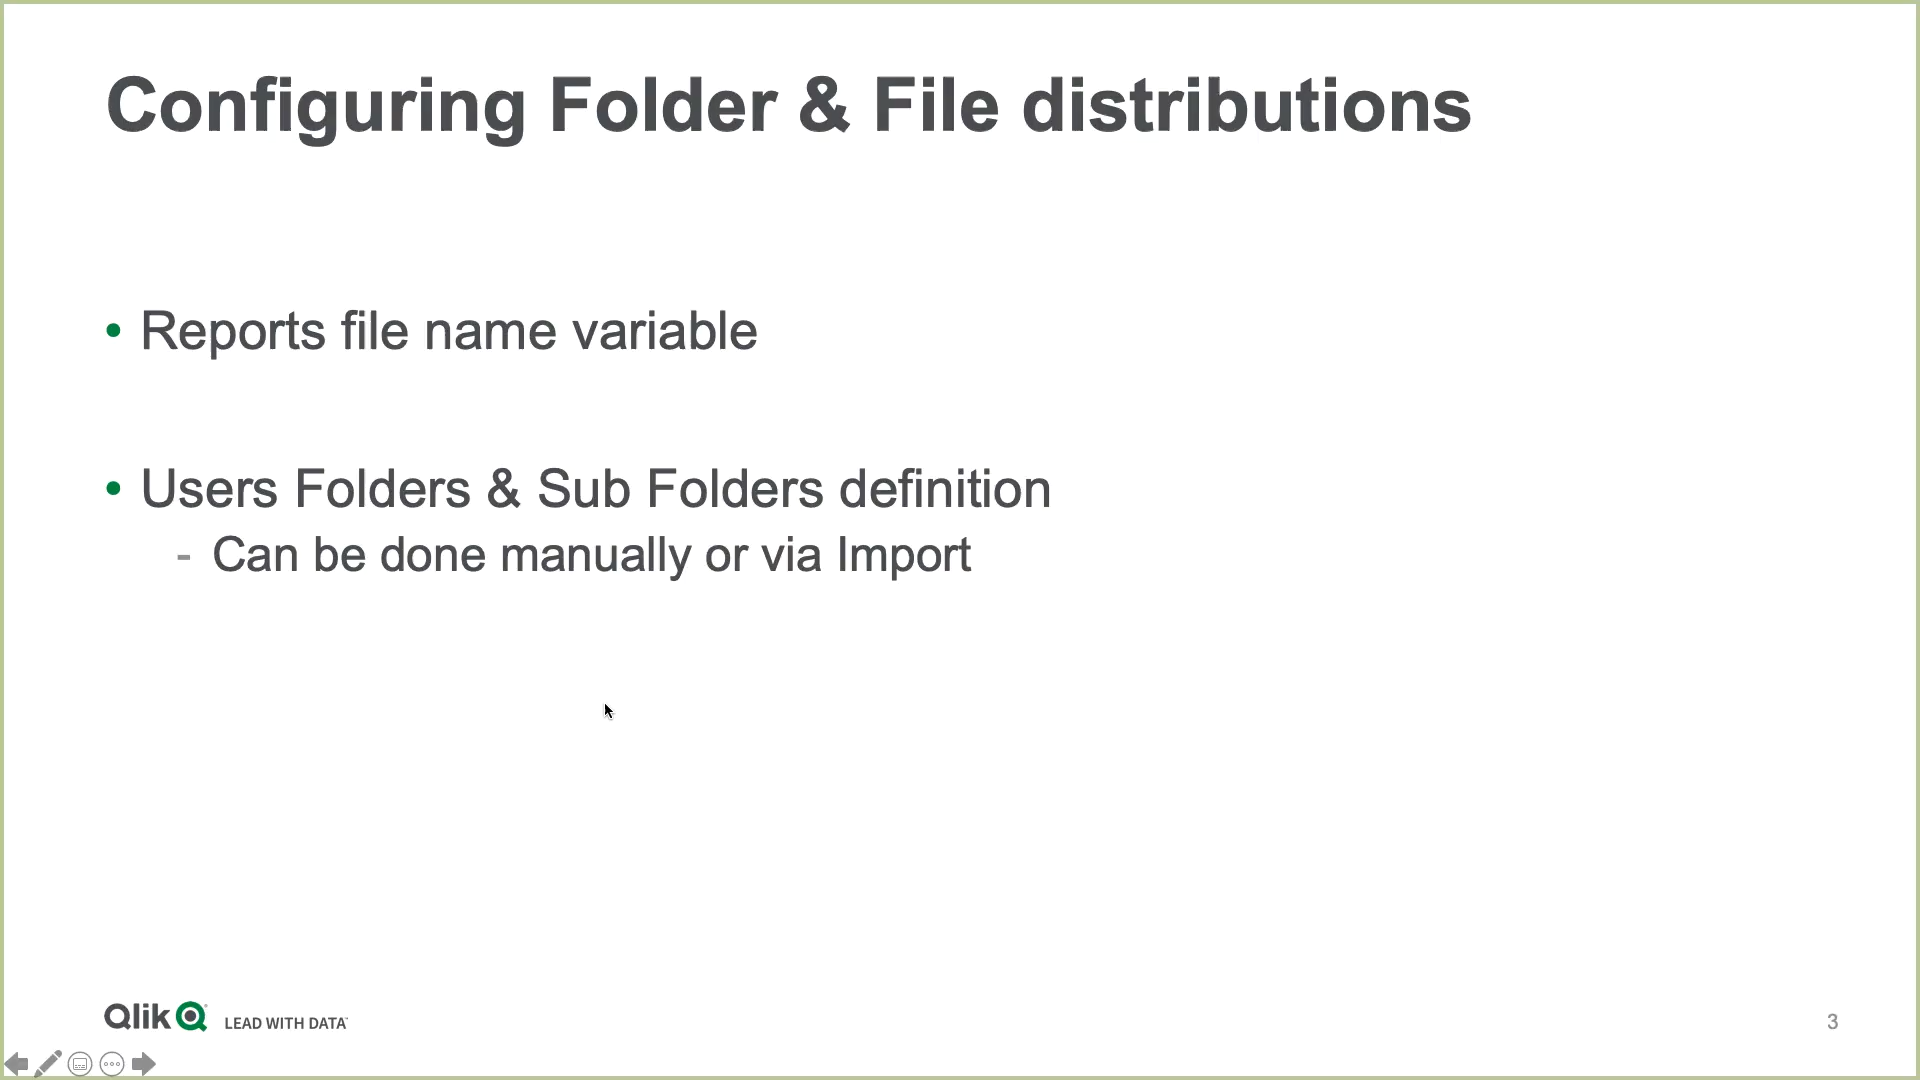 Configuring Folder & File distributions
• Reports file name variable
• Users Folders & Sub Folders definition
- Can be done manually or via Import
Qlik LEAD WITH DATA™
3